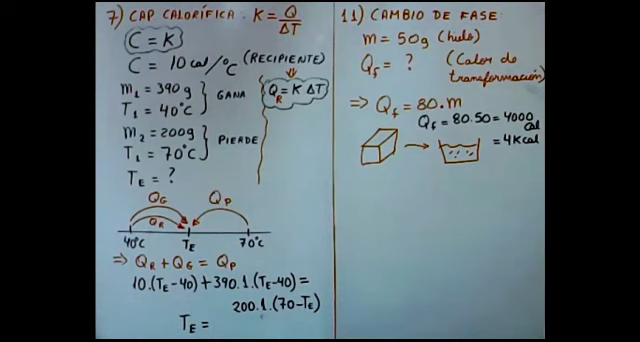 7) CAP CALORÍFICA. K = Q/ΔT
C = K
C = 10 cal/°C (RECIPIENTE)
Q_R = K ΔT
m₁ = 390g
T₁ = 40°C
GANA
m₂ = 200g
T₁ = 70°C
PIERDE
T_E = ?
Q_G Q_P
Q_R
40°C T_E 70°C
⇒ Q_R + Q_G = Q_P
10.(T_E-40)+390.1.(T_E-40)=
200.1.(70-T_E)
T_E =
11) CAMBIO DE FASE:
m = 50g (hielo)
Q_f = ? (Calor de
transformación)
⇒ Q_f = 80.m
Q_f = 80.50 = 4000
cal
= 4 Kcal